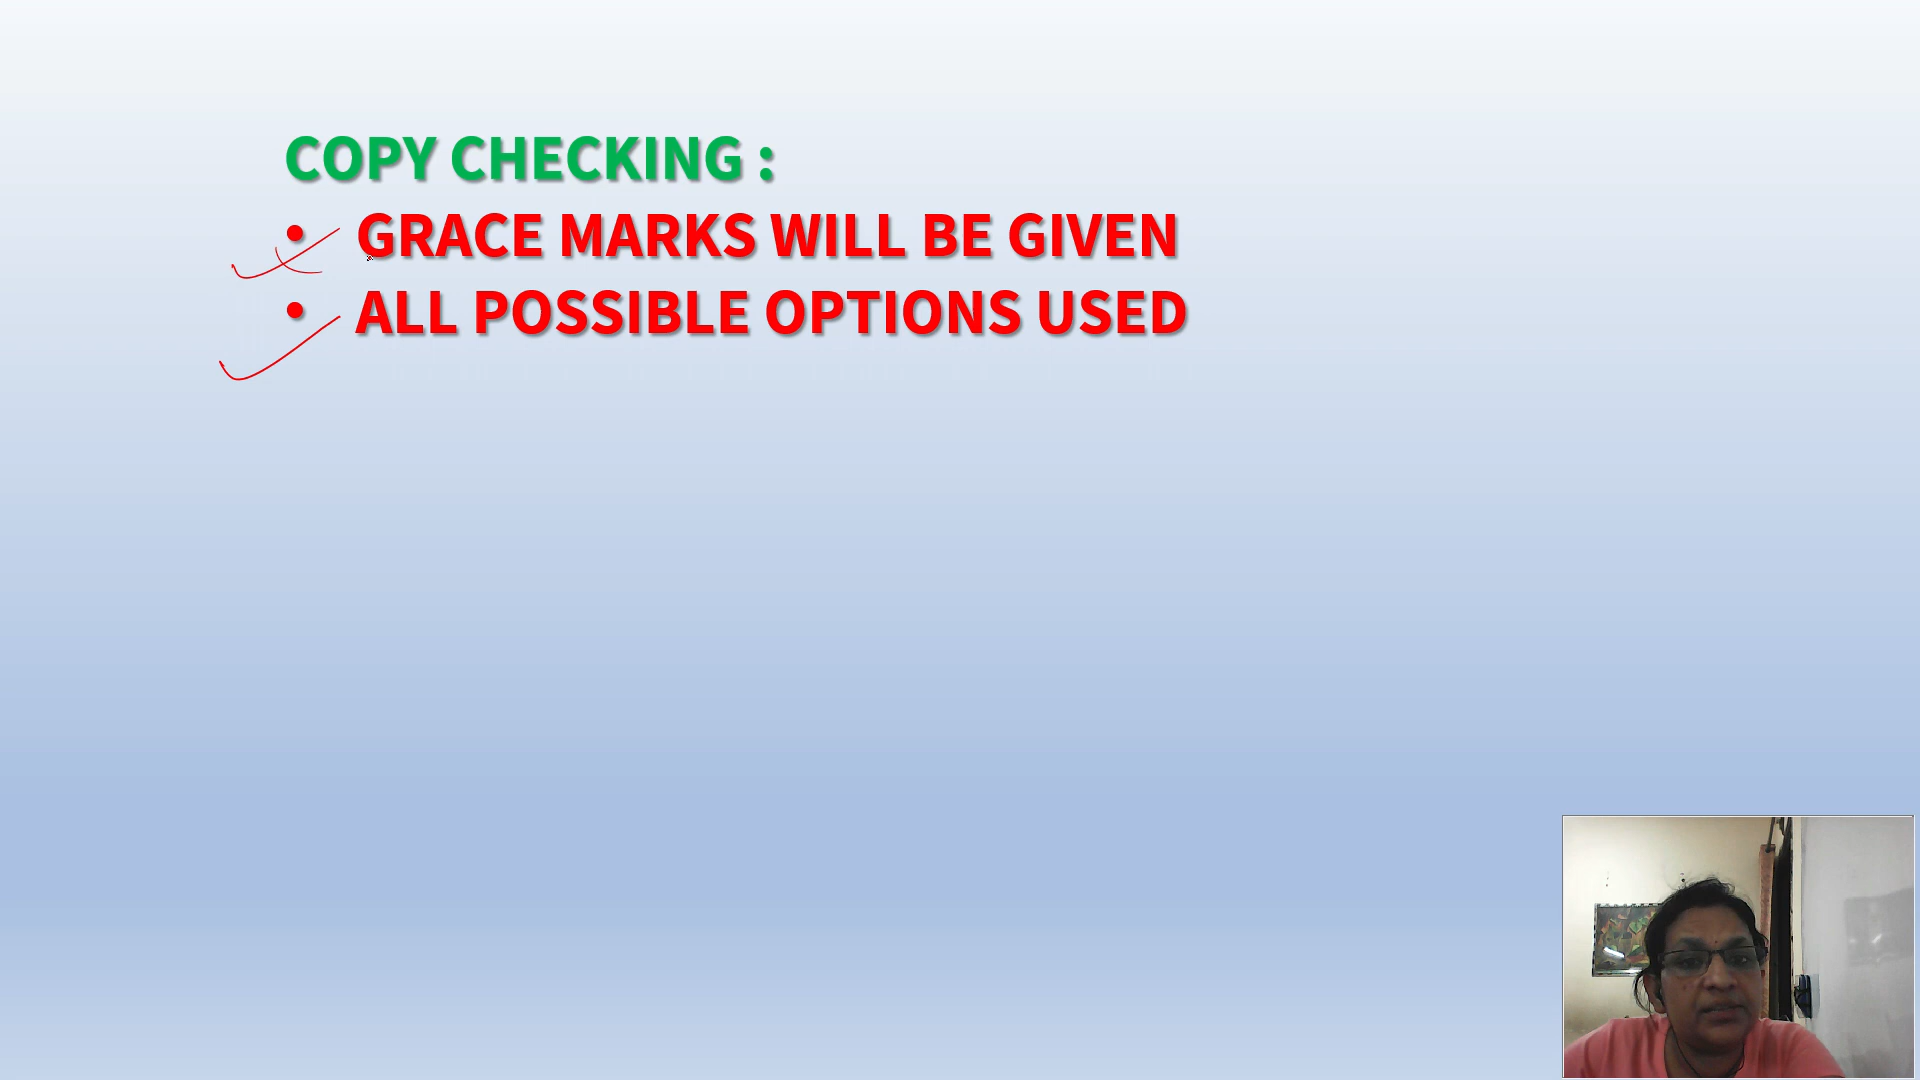 COPY CHECKING :
• GRACE MARKS WILL BE GIVEN
• ALL POSSIBLE OPTIONS USED